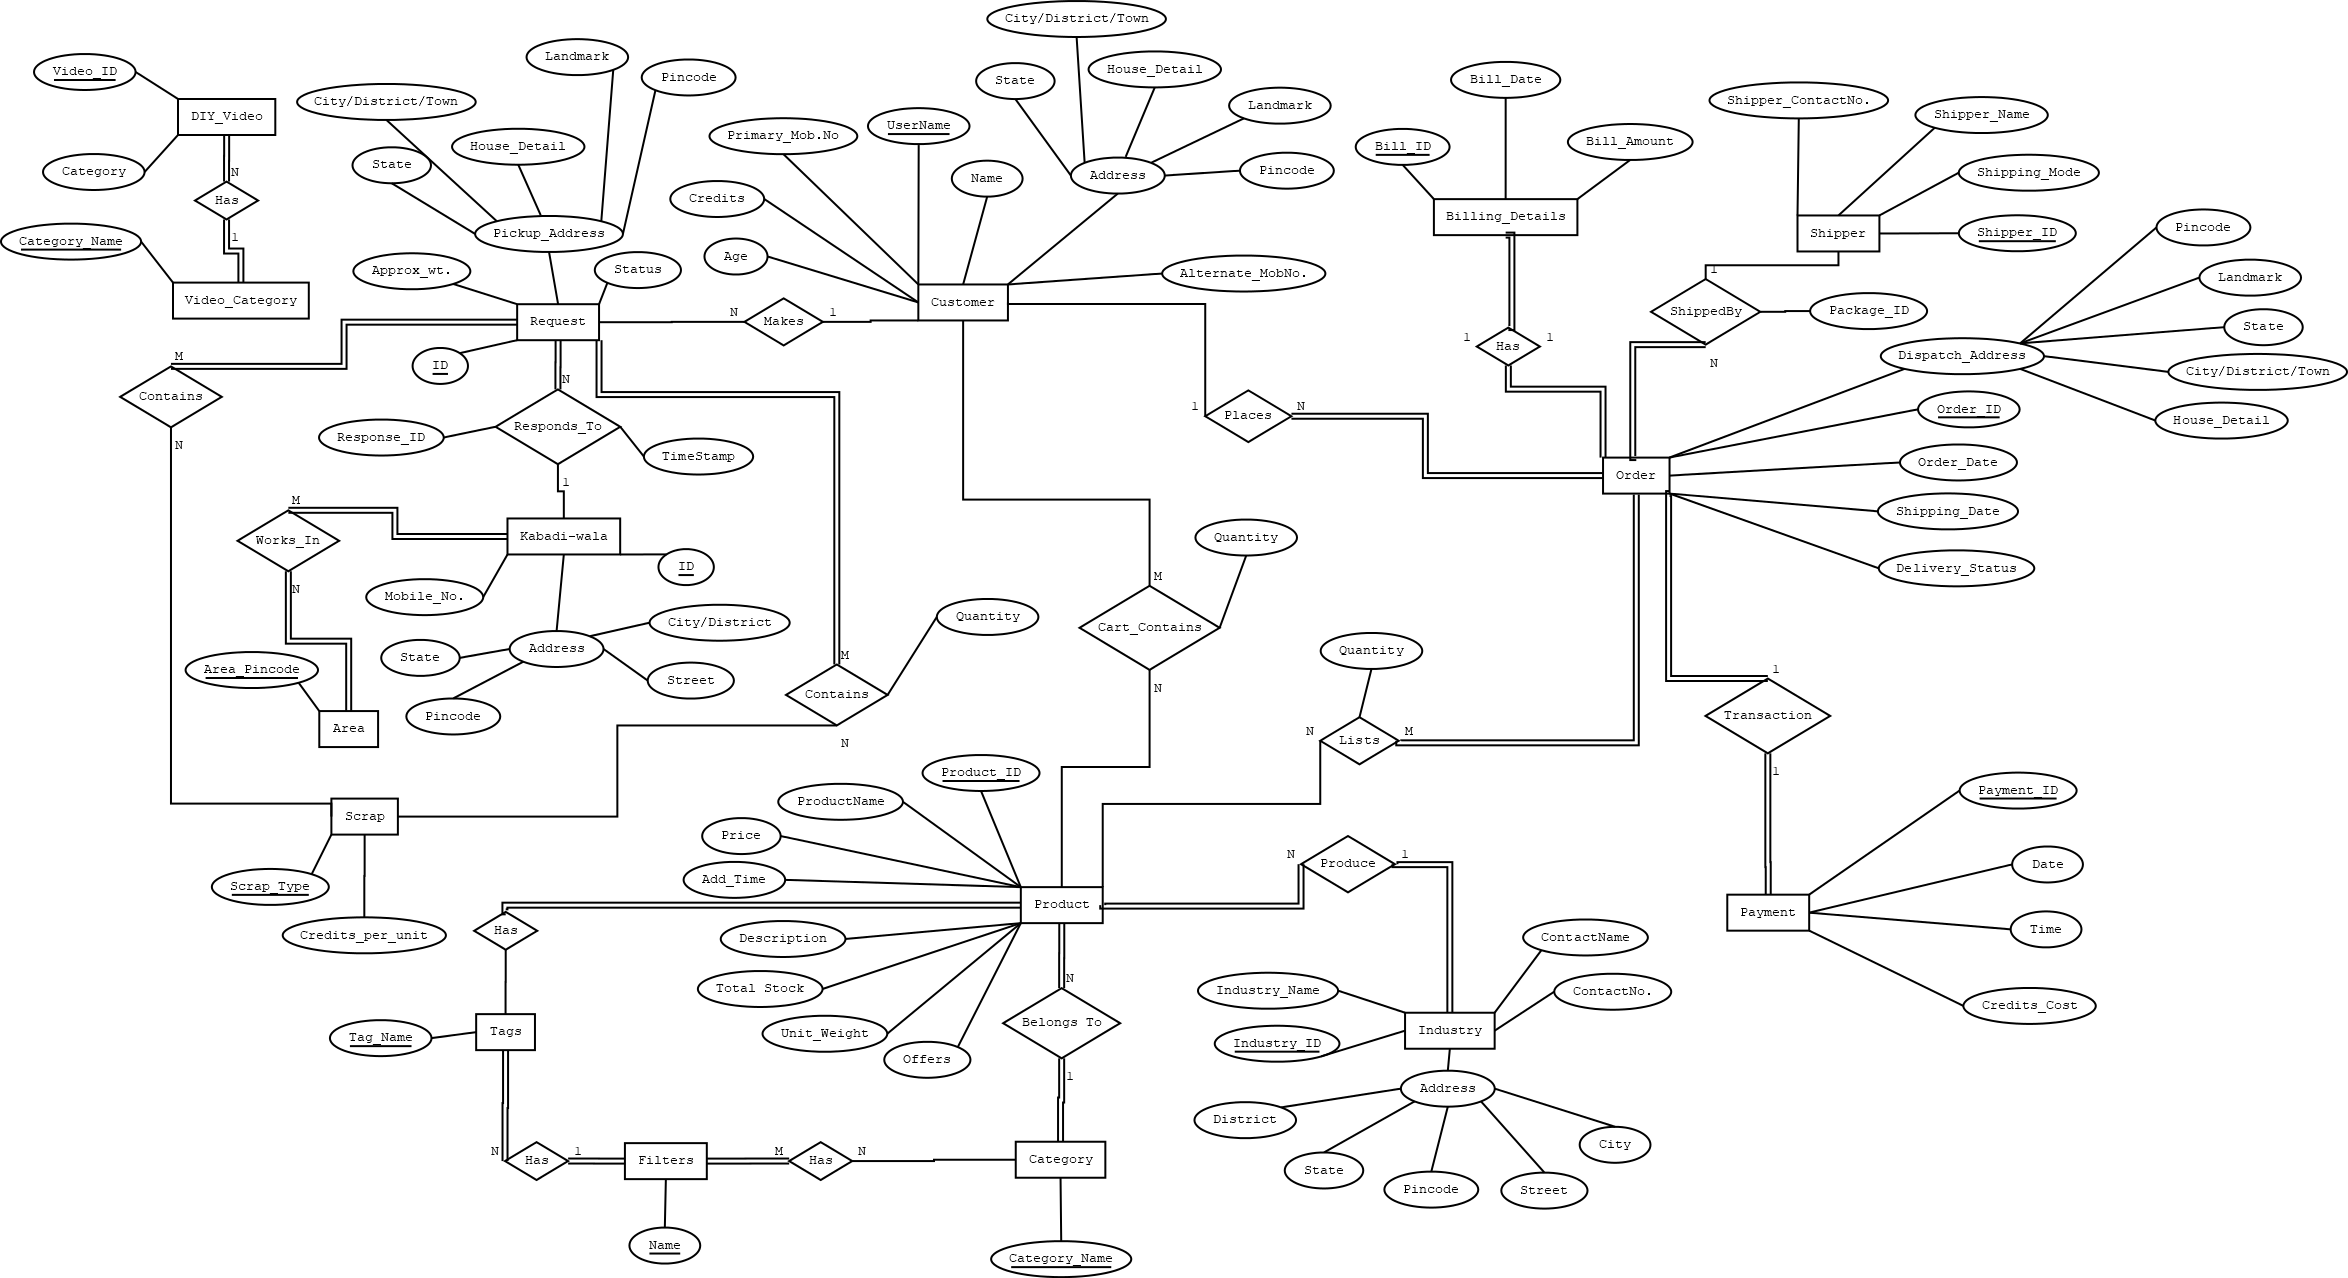 City/District/Town
Landmark
Video_ID
Pincode
State
House_Detail
Bill_Date
City/District/Town
Shipper_ContactNo.
Landmark
Shipper_Name
DIY_Video
UserName
Primary_Mob.No
Bill_Amount
House_Detail
Bill_ID
State
Category
N
Name
Address
Pincode
Shipping_Mode
Has
Credits
Billing_Details
Pincode
Pickup_Address
Shipper
Shipper_ID
1
Category_Name
Age
Approx_wt.
Status
Alternate_MobNo.
1
Landmark
Video_Category
Customer
ShippedBy
Package_ID
Request
N
Makes
1
State
1
Has
1
M
Dispatch_Address
N
ID
City/District/Town
N
Contains
1
Places
N
Order_ID
House_Detail
Responds_To
Response_ID
N
TimeStamp
Order_Date
Order
1
M
Shipping_Date
Works_In
Kabadi-wala
Quantity
ID
Delivery_Status
M
N
Mobile_No.
Quantity
City/District
Cart_Contains
Address
Quantity
M
State
Area_Pincode
1
Street
N
Contains
Pincode
Transaction
Area
N
Lists
M
N
Product_ID
1
Payment_ID
ProductName
Scrap
Price
N
Produce
1
Date
Add_Time
Scrap_Type
Product
Payment
Has
Time
Credits_per_unit
Description
ContactName
N
Total Stock
Industry_Name
ContactNo.
Credits_Cost
Belongs To
Tags
Unit_Weight
Industry
Tag_Name
Industry_ID
Offers
1
Address
District
City
N
Has
1
Filters
M
Has
N
Category
State
Pincode
Street
Name
Category_Name